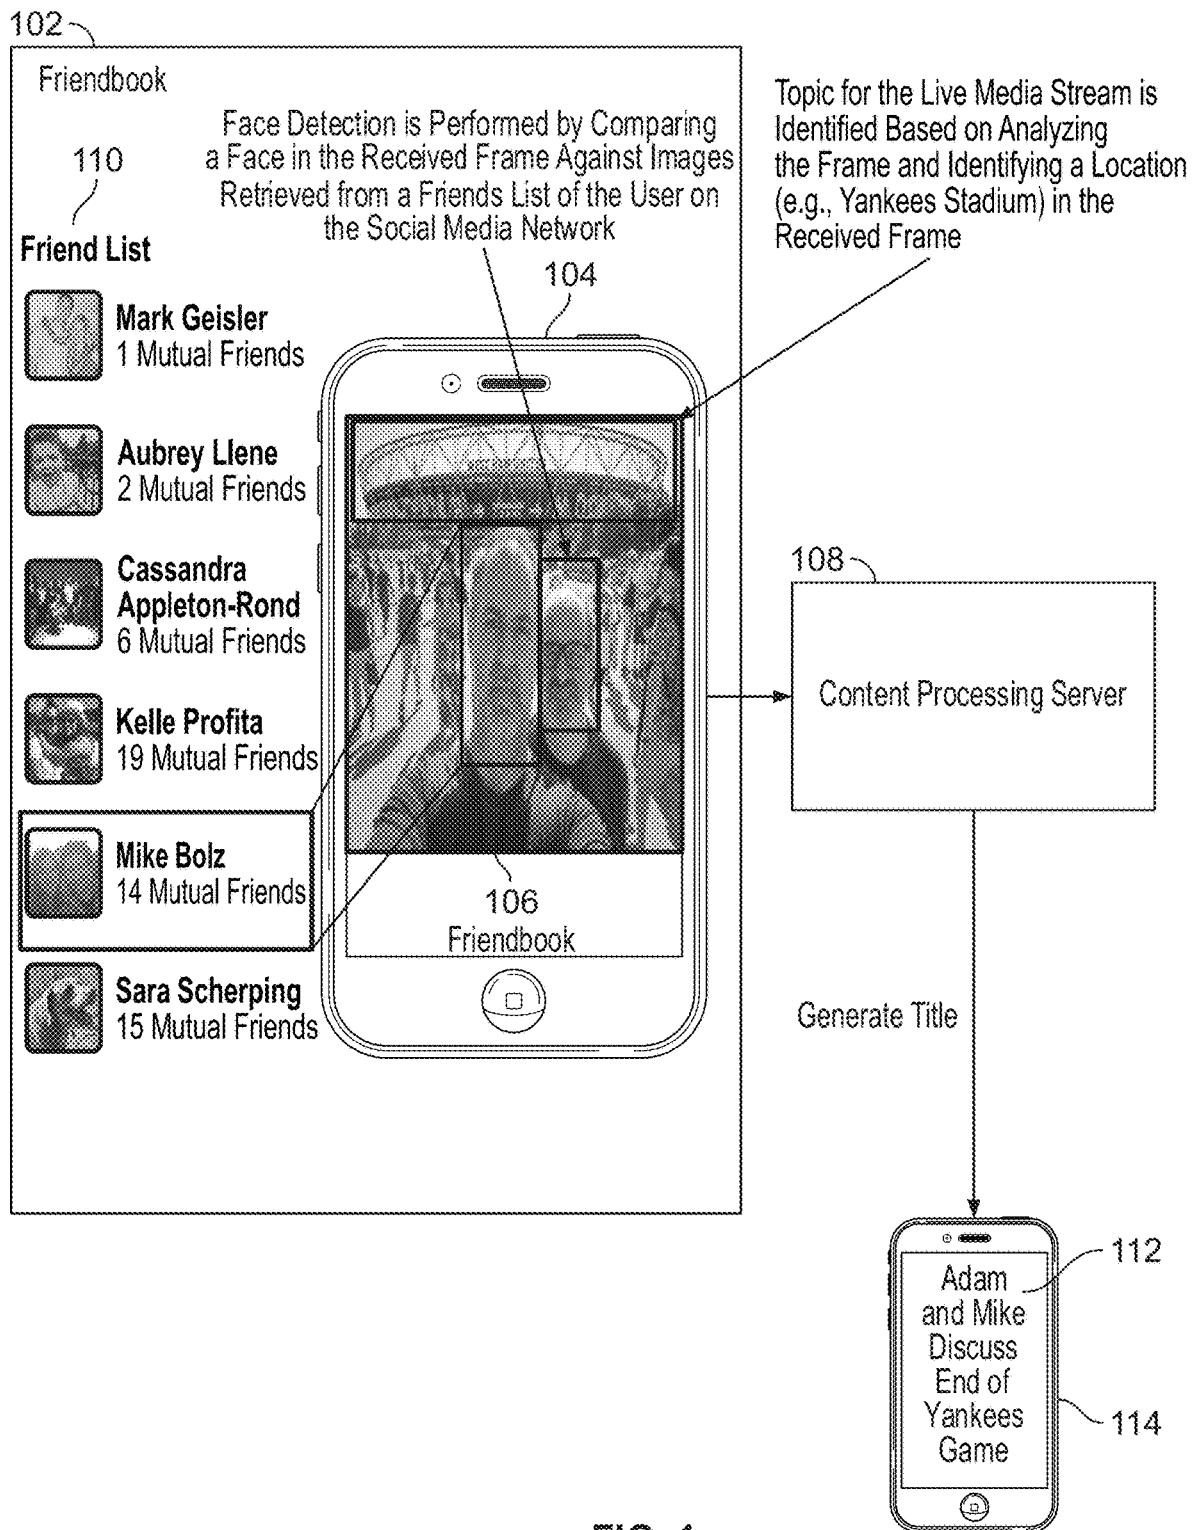 102
Friendbook
Face Detection is Performed by Comparing
a Face in the Received Frame Against Images
Retrieved from a Friends List of the User on
the Social Media Network
Topic for the Live Media Stream is
Identified Based on Analyzing
the Frame and Identifying a Location
(e.g., Yankees Stadium) in the
Received Frame
110
Friend List
104
Mark Geisler
1 Mutual Friends
Aubrey Llene
2 Mutual Friends
Cassandra
Appleton-Rond
6 Mutual Friends
Kelle Profita
19 Mutual Friends
Mike Bolz
14 Mutual Friends
Sara Scherping
15 Mutual Friends
106
Friendbook
108
Content Processing Server
Generate Title
Adam
and Mike
Discuss
End of
Yankees
Game
112
114